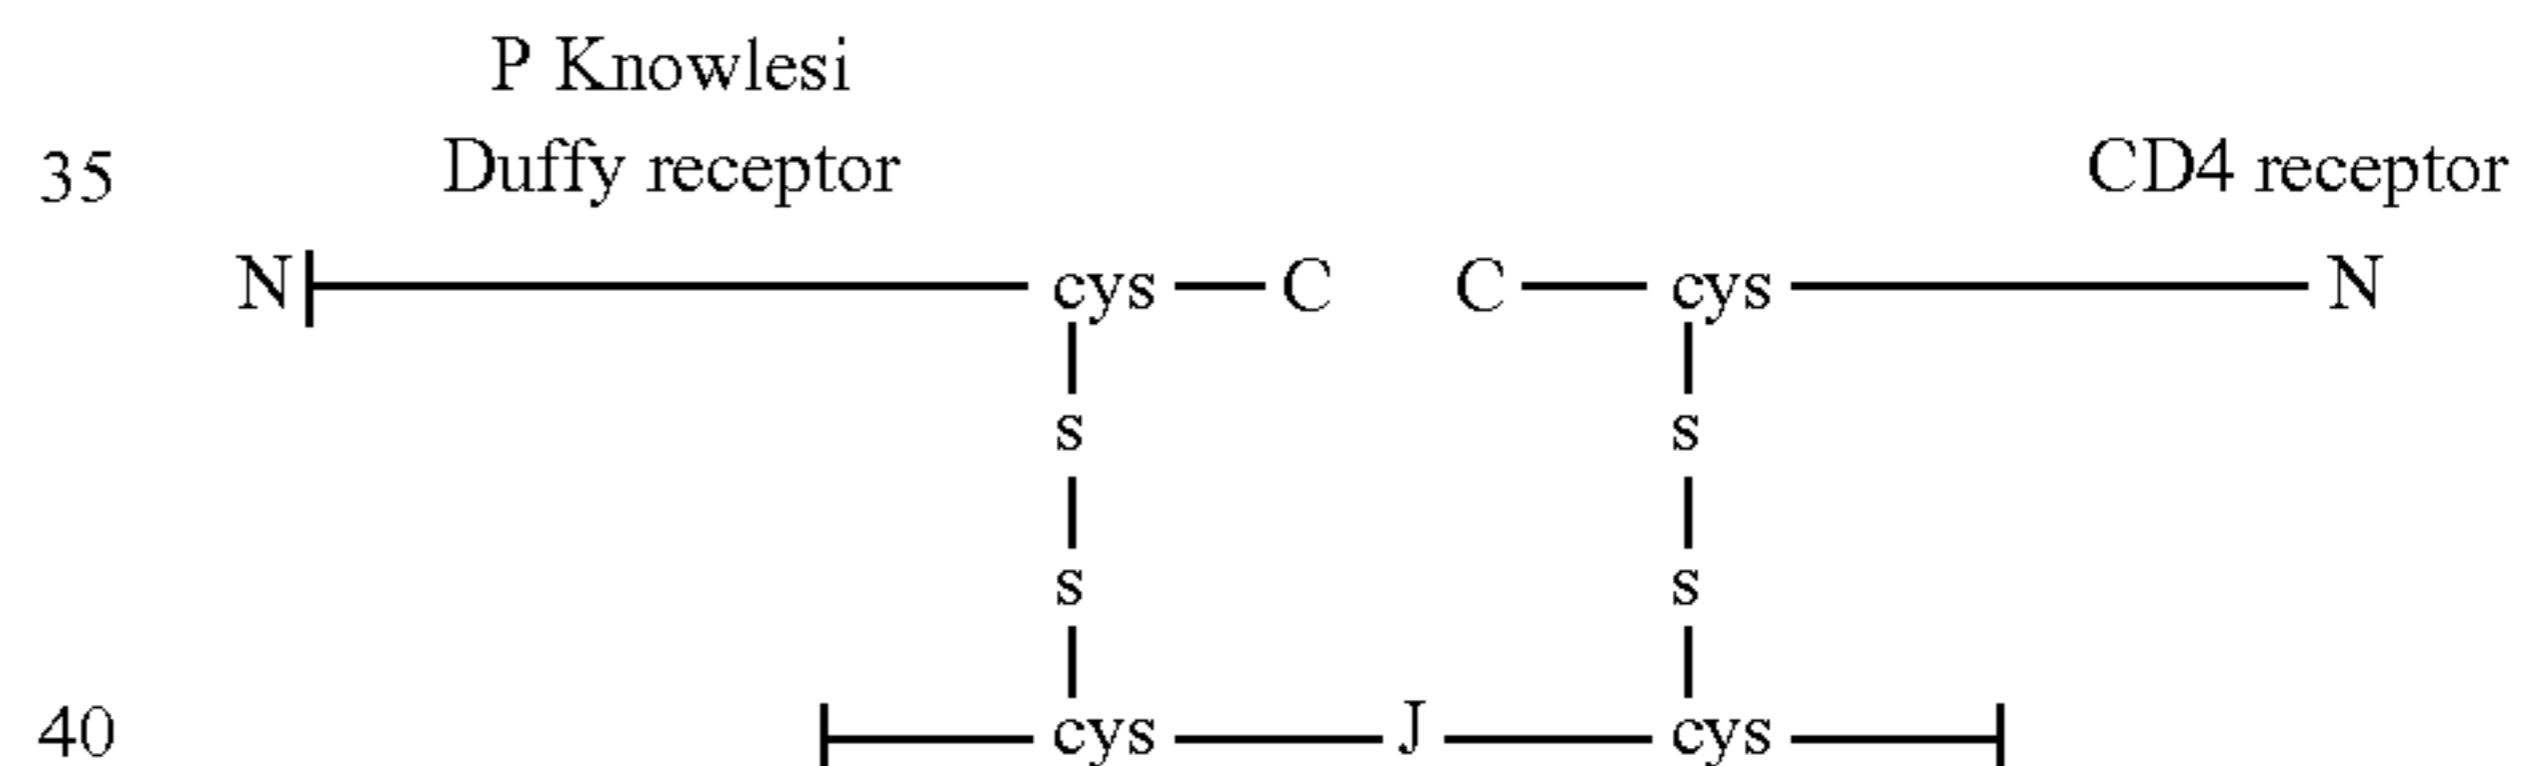 P Knowlesi
35 Duffy receptor CD4 receptor
N cys C C cys N
s s
s s
40 cys J cys